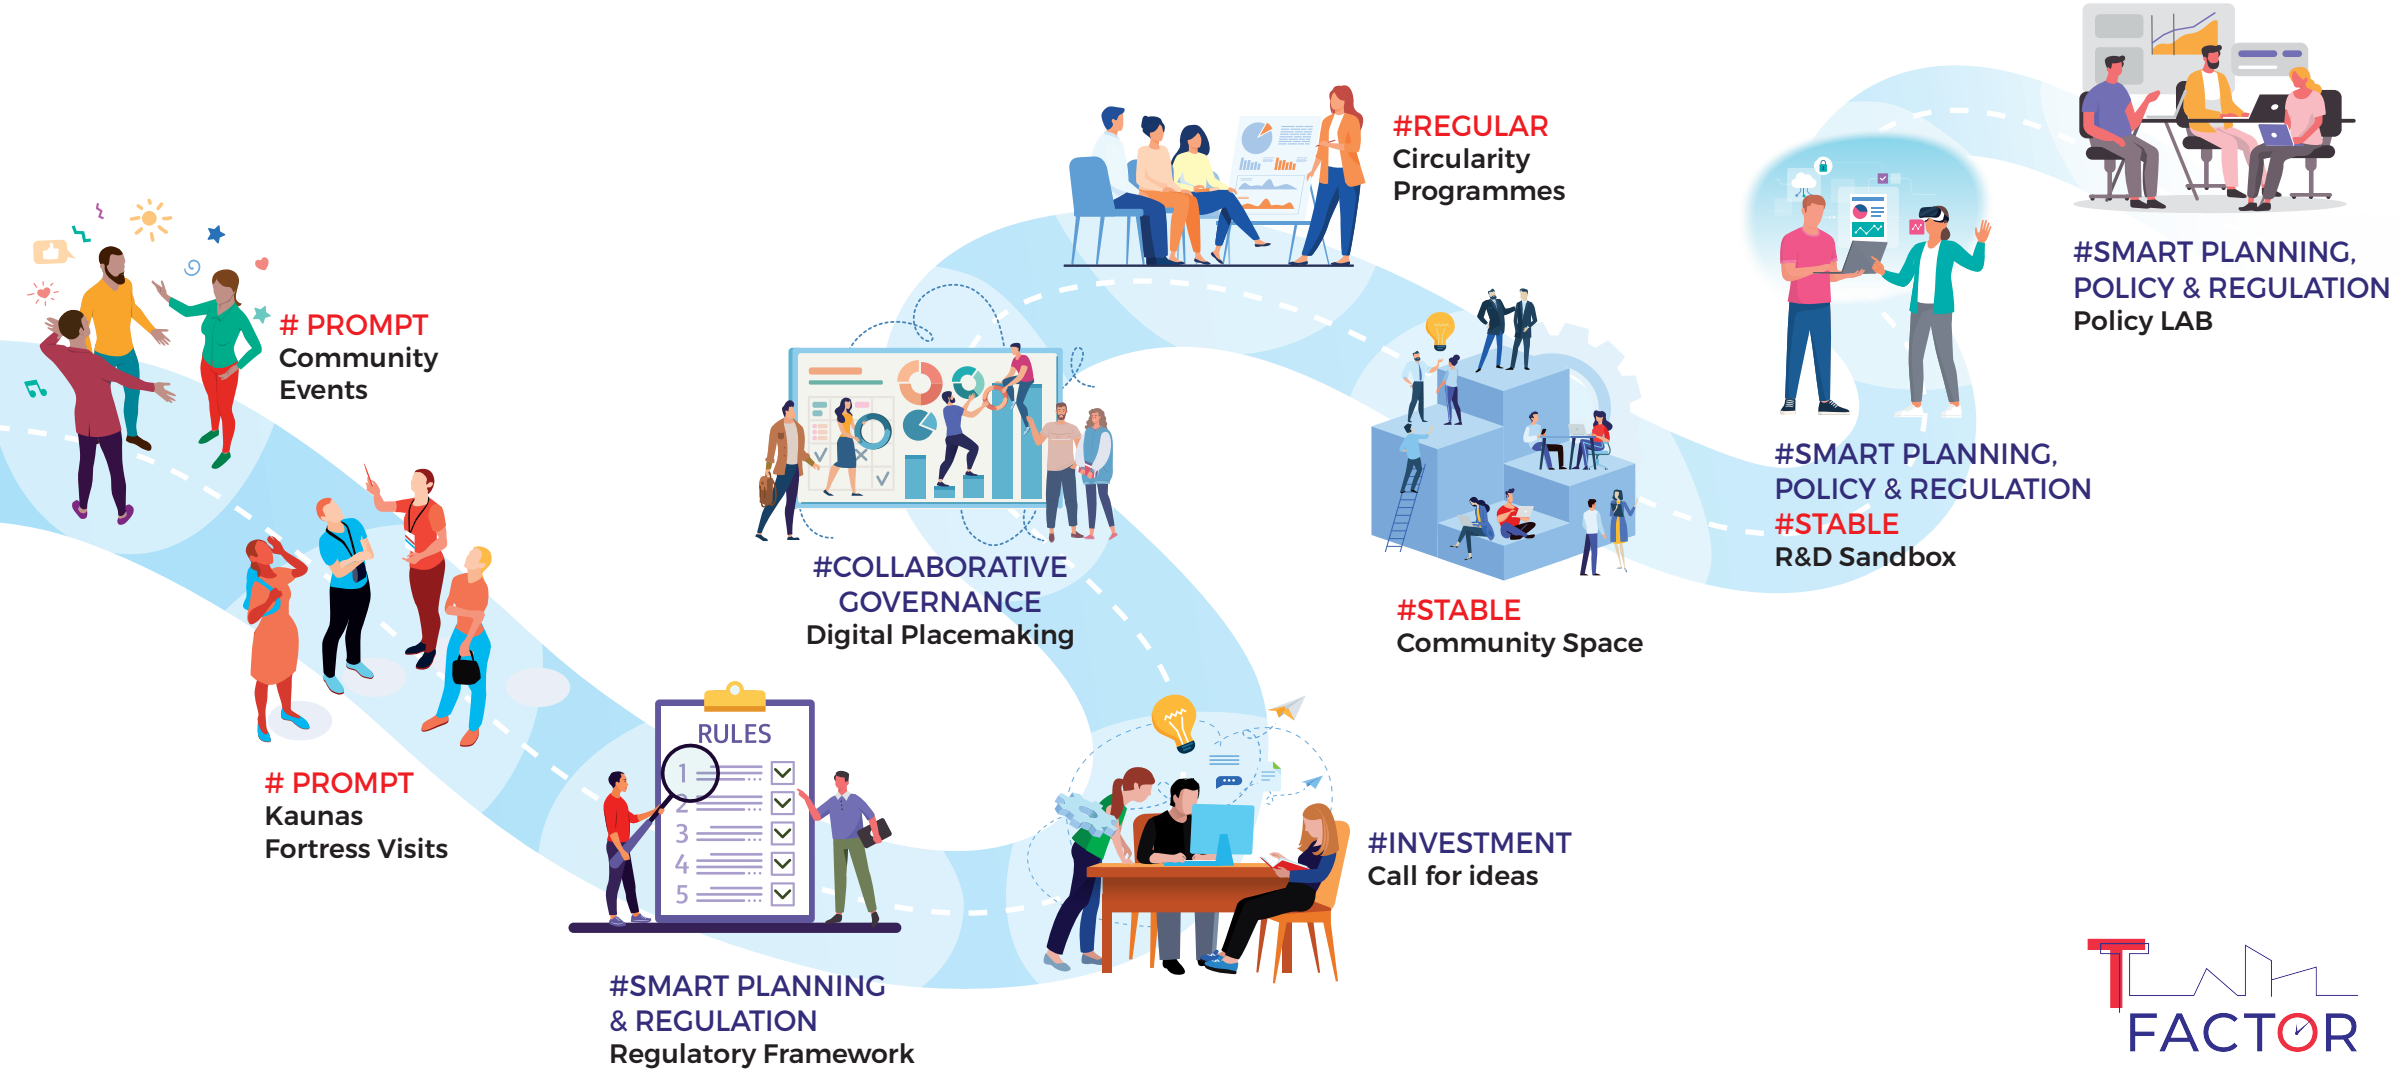 # PROMPT
Community
Events
# PROMPT
Kaunas
Fortress Visits
RULES
1
2
3
4
5
#SMART PLANNING
& REGULATION
Regulatory Framework
#INVESTMENT
Call for ideas
#COLLABORATIVE
GOVERNANCE
Digital Placemaking
#REGULAR
Circularity
Programmes
#STABLE
Community Space
#SMART PLANNING,
POLICY & REGULATION
#STABLE
R&D Sandbox
#SMART PLANNING,
POLICY & REGULATION
Policy LAB
T
FACTOR